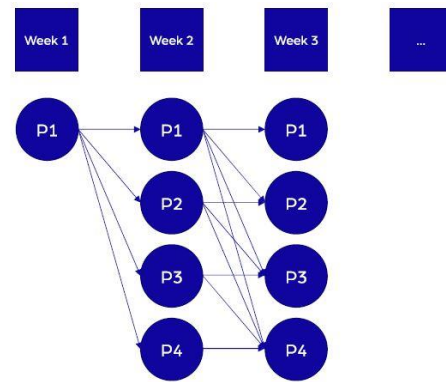 Week 1 Week 2 Week 3 ...
P1 P1 P1
P2 P2
P3 P3
P4 P4